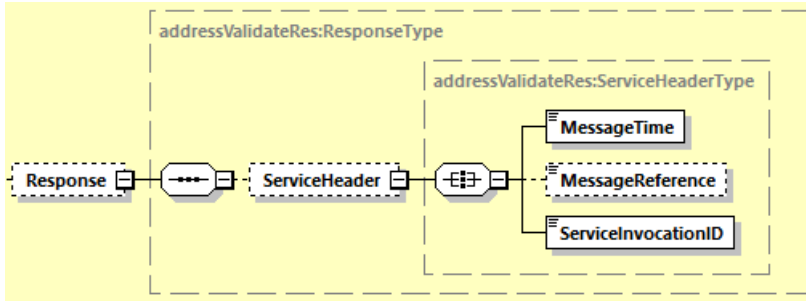 addressValidateRes:ResponseType
addressValidateRes:ServiceHeaderType
MessageTime
Response
ServiceHeader
MessageReference
ServiceInvocationID